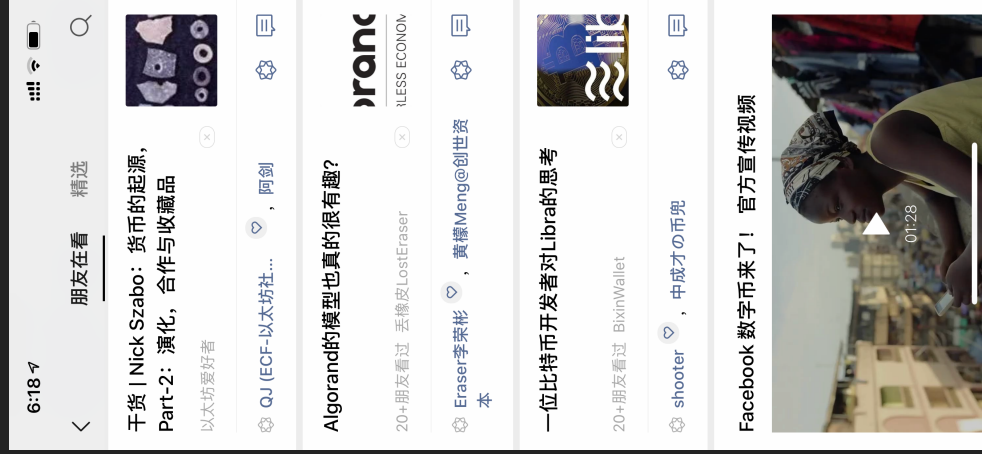 6:18
朋友在看 精选
干货 | Nick Szabo：货币的起源，
Part-2：演化，合作与收藏品
以太坊爱好者
QJ (ECF-以太坊社... ，阿剑
Algorand的模型也真的很有趣？
20+朋友看过 丢橡皮LostEraser
Eraser李荣彬 ，黄檬Meng@创世资
本
一位比特币开发者对Libra的思考
lib
20+朋友看过 BixinWallet
shooter ，中成才の币兜
Facebook 数字币来了！ 官方宣传视频
01:28